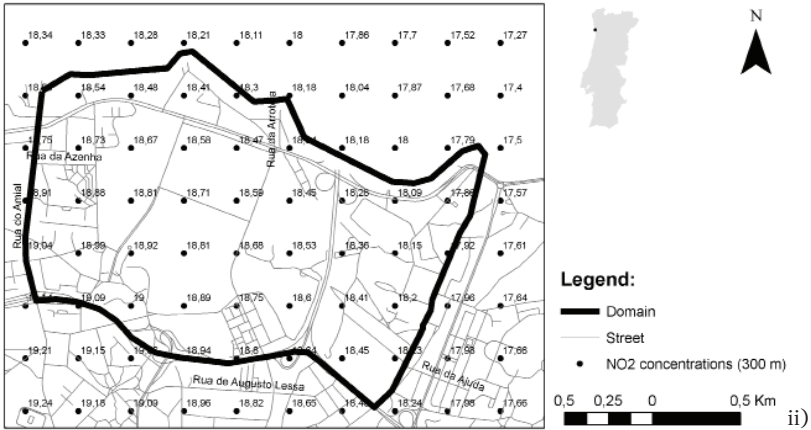 18,34 18,33 18,28 18,21 18,11 18 17,86 17,7 17,52 17,27
18,54 18,48 18,41 18,3 18,18 18,04 17,87 17,68 17,4
18,73 18,67 18,58 18,47 18,18 18 17,79 17,5
18,91 18,88 18,81 18,71 18,59 18,45 18,28 18,09 17,86 17,57
19,04 18,99 18,92 18,81 18,68 18,53 18,36 18,15 17,92 17,61
19,09 19 18,89 18,75 18,6 18,41 18,2 17,96 17,64
19,21 19,15 18,94 18,8 18,45 17,98 17,66
19,24 19,18 19,09 18,96 18,82 18,65 18,24 17,98 17,66
Rua da Arroteia
Rua da Azenha
Rua do Amial
Rua de Augusto Lessa
Rua da Ajuda
N
Legend:
Domain
Street
NO2 concentrations (300 m)
0,5 0,25 0 0,5 Km
ii)